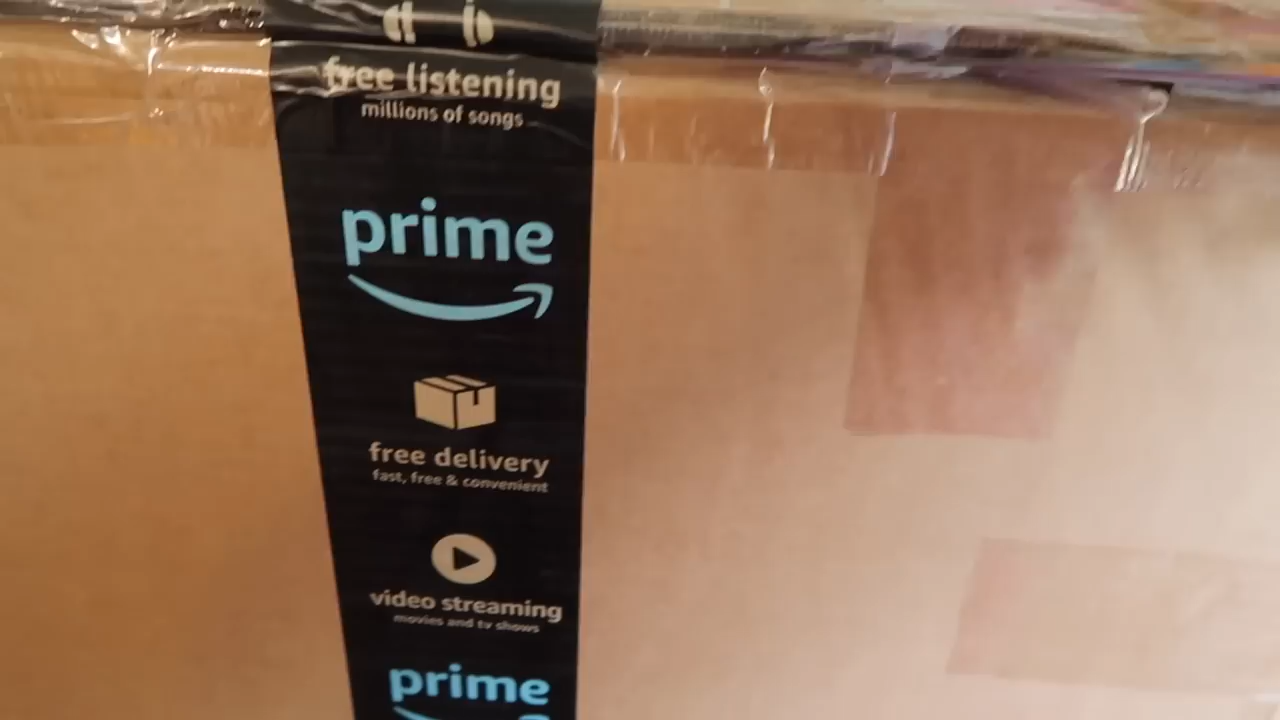 free listening
millions of songs
prime
free delivery
fast, free & convenient
video streaming
movies and tv shows
prime